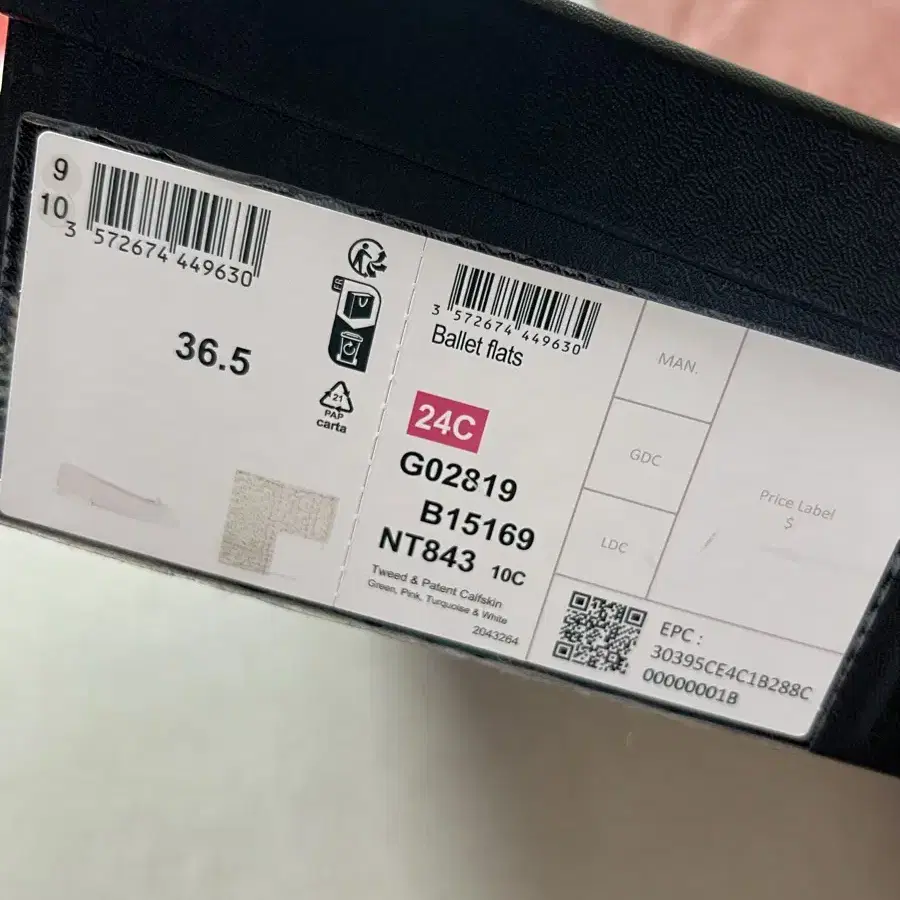 9
10
3 572674 449630
36.5
FR
21
PAP
carta
3 572674 449630
Ballet flats
24C
G02819
B15169
NT843 10C
Tweed & Patent Calfskin
Green, Pink, Turquoise & White
2043264
MAN.
GDC
LDC
Price Label
$
EPC :
30395CE4C1B288C
00000001B